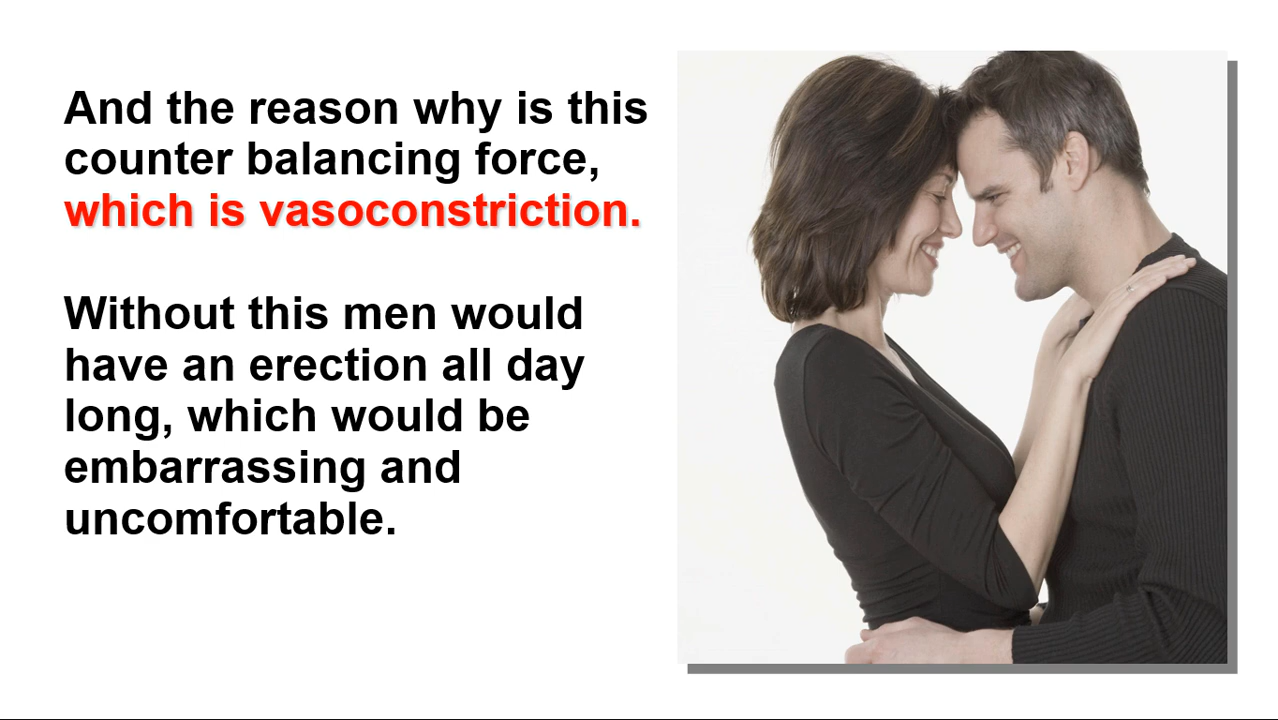 And the reason why is this
counter balancing force,
which is vasoconstriction.
Without this men would
have an erection all day
long, which would be
embarrassing and
uncomfortable.